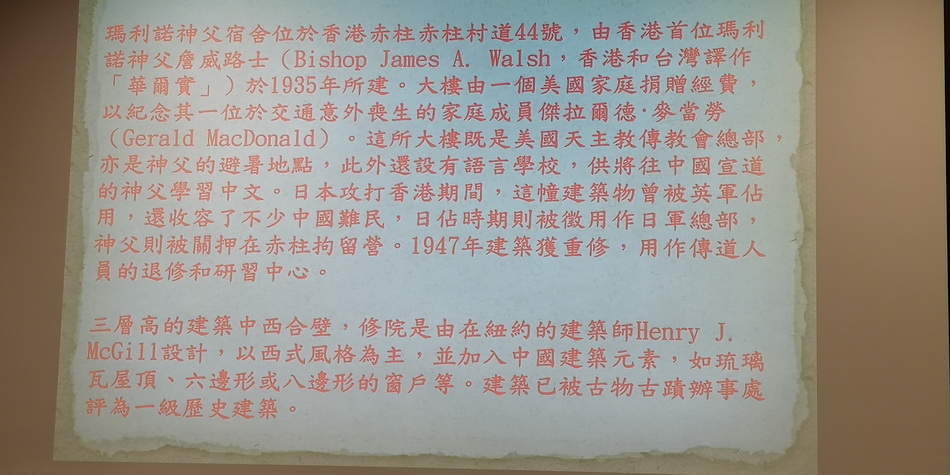 瑪利諾神父宿舍位於香港赤柱赤柱村道44號，由香港首位瑪利
諾神父詹威路士（Bishop James A. Walsh，香港和台灣譯作
「華爾實」）於1935年所建。大樓由一個美國家庭捐贈經費，
以紀念其一位於交通意外喪生的家庭成員傑拉爾德·麥當勞
（Gerald MacDonald）。這所大樓既是美國天主教傳教會總部，
亦是神父的避署地點，此外還設有語言學校，供將往中國宣道
的神父學習中文。日本攻打香港期間，這幢建築物曾被英軍佔
用，還收容了不少中國難民，日佔時期則被徵用作日軍總部，
神父則被關押在赤柱拘留營。1947年建築獲重修，用作傳道人
員的退修和研習中心。
三層高的建築中西合壁，修院是由在紐約的建築師Henry J.
McGill設計，以西式風格為主，並加入中國建築元素，如琉璃
瓦屋頂、六邊形或八邊形的窗戶等。建築已被古物古蹟辦事處
評為一級歷史建築。